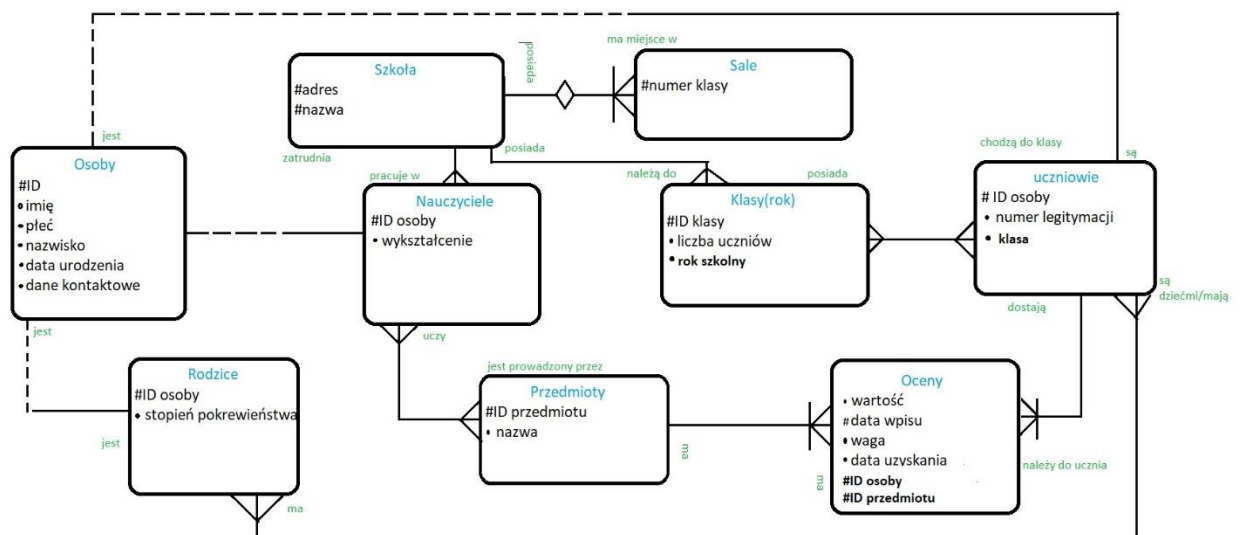 posiada
ma miejsce w
Szkoła
#adres
#nazwa
Sale
#numer klasy
jest
zatrudnia
posiada
chodzą do klasy
są
Osoby
#ID
imię
płeć
nazwisko
data urodzenia
dane kontaktowe
pracuje w
należą do
posiada
Nauczyciele
#ID osoby
• wykształcenie
Klasy(rok)
#ID klasy
• liczba uczniów
• rok szkolny
uczniowie
# ID osoby
• numer legitymacji
• klasa
są
dziećmi/mają
dostają
jest
uczy
Rodzice
#ID osoby
• stopień pokrewieństwa
jest
ma
jest prowadzony przez
Przedmioty
#ID przedmiotu
• nazwa
ma
ma
Oceny
• wartość
#data wpisu
• waga
• data uzyskania
#ID osoby
#ID przedmiotu
należy do ucznia